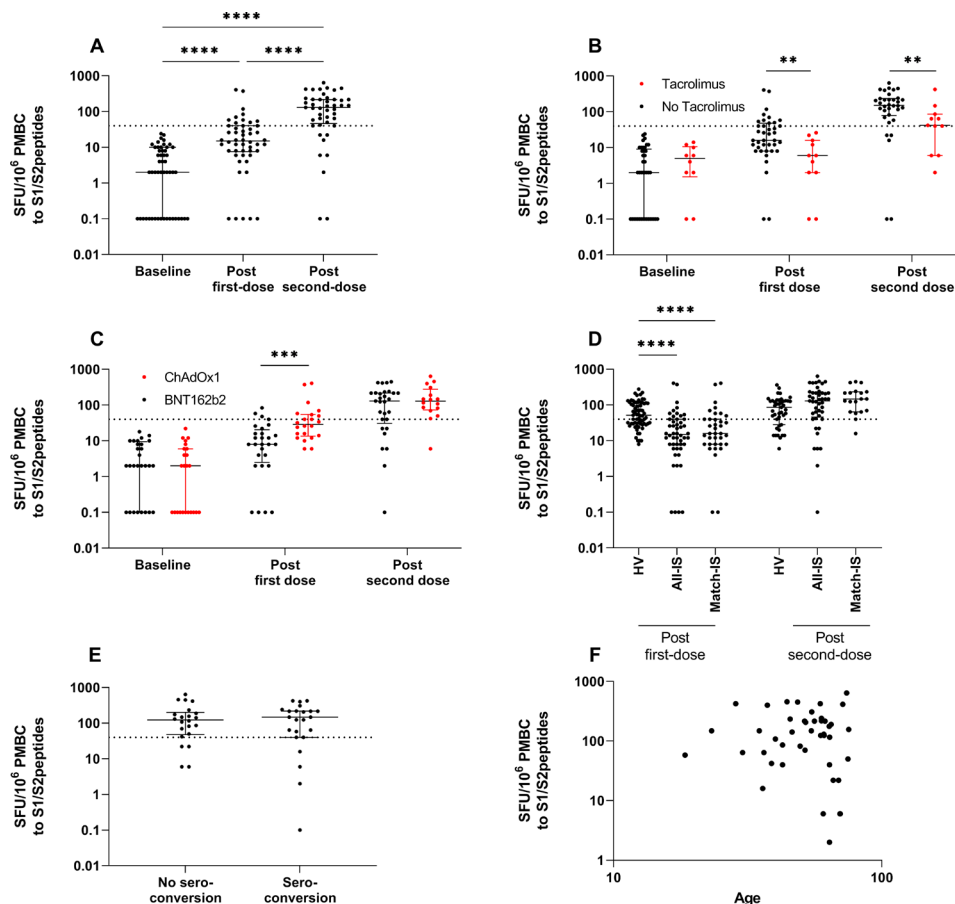 A
****
**** ****
SFU/10⁶ PMBC
to S1/S2peptides
1000
100
10
1
0.1
0.01
Baseline
Post
first-dose
Post
second-dose
B
** **
Tacrolimus
No Tacrolimus
SFU/10⁶ PMBC
to S1/S2peptides
1000
100
10
1
0.1
0.01
Baseline
Post
first dose
Post
second dose
C
***
ChAdOx1
BNT162b2
SFU/10⁶ PMBC
to S1/S2peptides
1000
100
10
1
0.1
0.01
Baseline
Post
first dose
Post
second dose
D
****
****
SFU/10⁶ PMBC
to S1/S2peptides
1000
100
10
1
0.1
0.01
HV
All-IS
Match-IS
HV
All-IS
Match-IS
Post
first-dose
Post
second-dose
E
SFU/10⁶ PMBC
to S1/S2peptides
1000
100
10
1
0.1
0.01
No sero-
conversion
Sero-
conversion
F
SFU/10⁶ PMBC
to S1/S2peptides
1000
100
10
1
10
100
Age